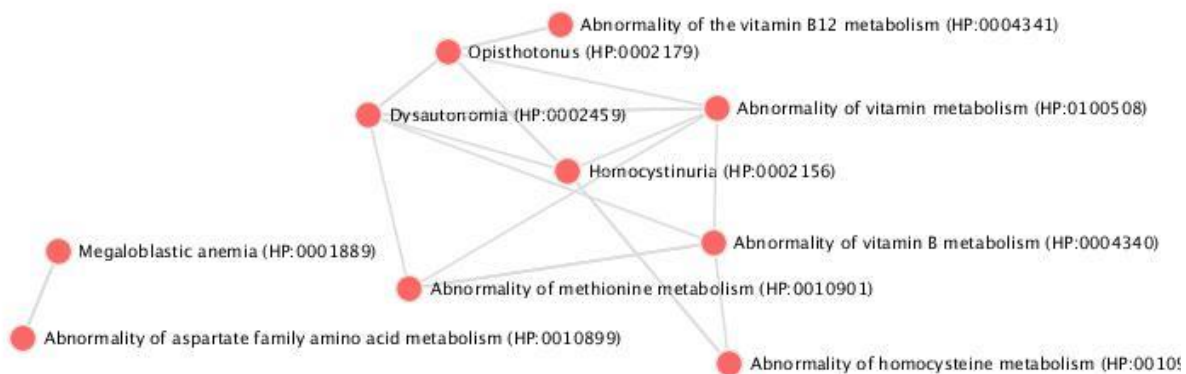 Abnormality of the vitamin B12 metabolism (HP:0004341)
Opisthotonus (HP:0002179)
Abnormality of vitamin metabolism (HP:0100508)
Dysautonomia (HP:0002459)
Homocystinuria (HP:0002156)
Abnormality of vitamin B metabolism (HP:0004340)
Megaloblastic anemia (HP:0001889)
Abnormality of methionine metabolism (HP:0010901)
Abnormality of aspartate family amino acid metabolism (HP:0010899)
Abnormality of homocysteine metabolism